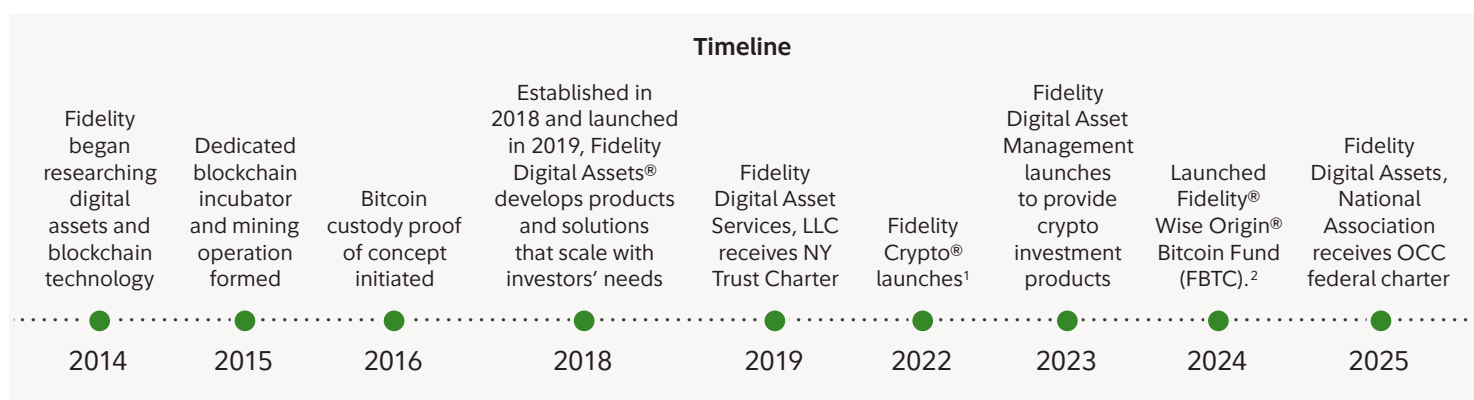 Timeline
Fidelity
began
researching
digital
assets and
blockchain
technology
2014
Dedicated
blockchain
incubator
and mining
operation
formed
2015
Bitcoin
custody proof
of concept
initiated
2016
Established in
2018 and launched
in 2019, Fidelity
Digital Assets®
develops products
and solutions
that scale with
investors’ needs
2018
Fidelity
Digital Asset
Services, LLC
receives NY
Trust Charter
2019
Fidelity
Crypto®
launches¹
2022
Fidelity
Digital Asset
Management
launches
to provide
crypto
investment
products
2023
Launched
Fidelity®
Wise Origin®
Bitcoin Fund
(FBTC).²
2024
Fidelity
Digital Assets,
National
Association
receives OCC
federal charter
2025